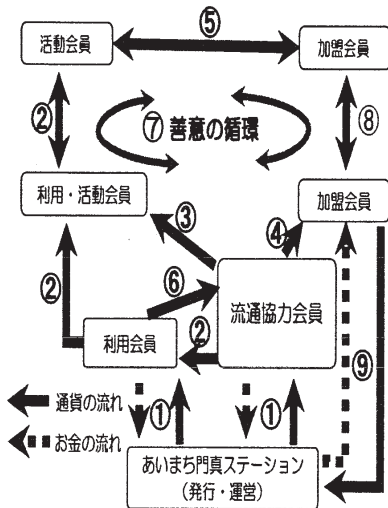 ⑤
活動会員
加盟会員
②
⑦善意の循環
⑧
利用・活動会員
加盟会員
③
④
②
⑥
流通協力会員
②
利用会員
⑨
通貨の流れ
①
①
お金の流れ
あいまち門真ステーション
(発行・運営)